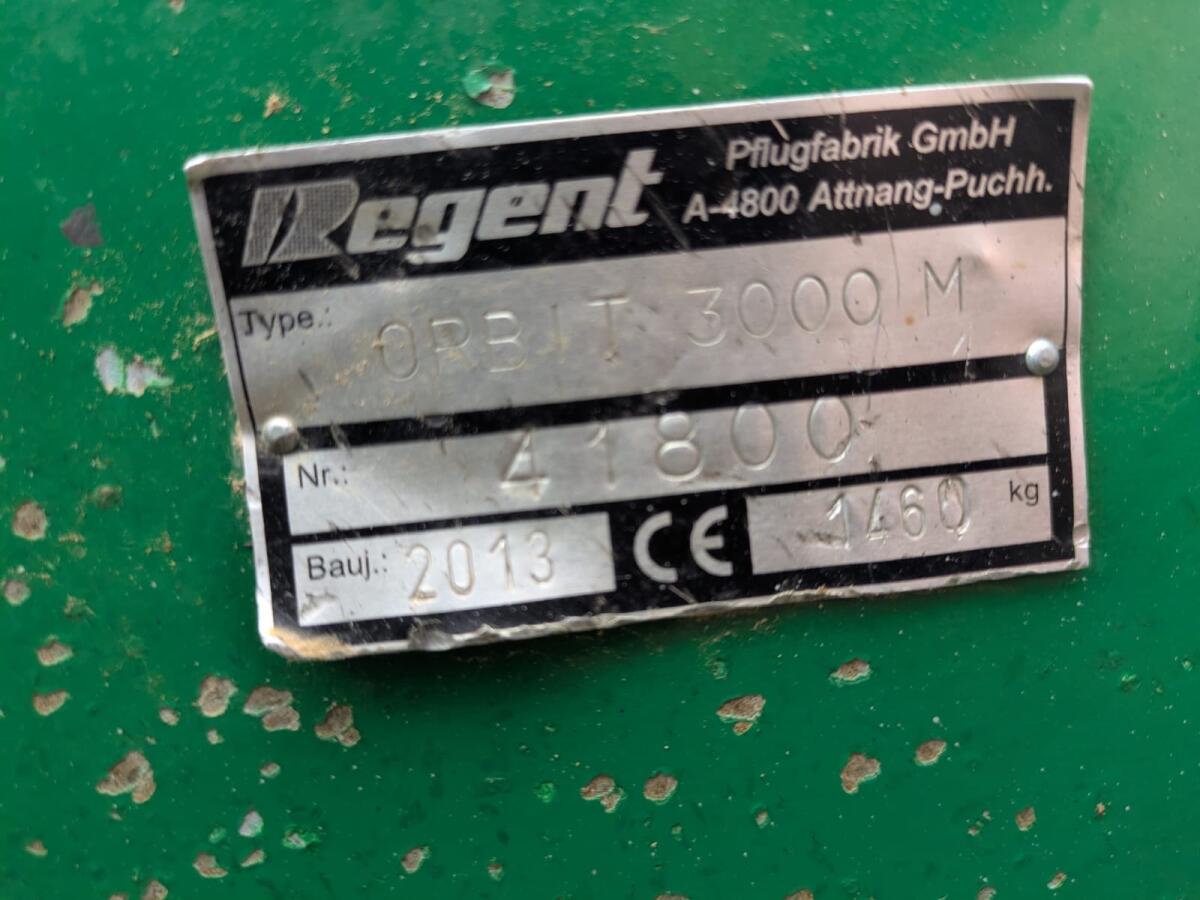 Regent Pflugfabrik GmbH
A-4800 Attnang-Puchh.
Type.: ORBIT 3000 M
Nr.: 41800
Bauj.: 2013 CE 1460 kg